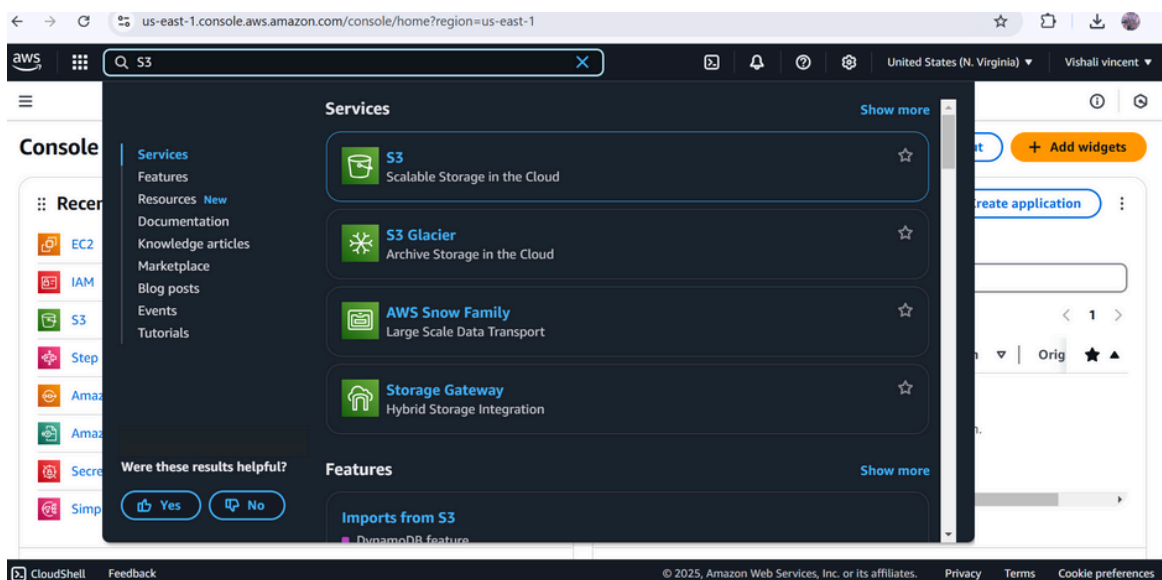 us-east-1.console.aws.amazon.com/console/home?region=us-east-1
aws
S3
United States (N. Virginia)
Vishali vincent
Console
Add widgets
Services
Show more
Services
Features
Resources New
Documentation
Knowledge articles
Marketplace
Blog posts
Events
Tutorials
S3
Scalable Storage in the Cloud
S3 Glacier
Archive Storage in the Cloud
AWS Snow Family
Large Scale Data Transport
Storage Gateway
Hybrid Storage Integration
Were these results helpful?
Yes
No
Features
Show more
Imports from S3
DynamoDB feature
Recer
EC2
IAM
S3
Step
Amaz
Amaz
Secre
Simp
reate application
1
Orig
CloudShell
Feedback
© 2025, Amazon Web Services, Inc. or its affiliates.
Privacy
Terms
Cookie preferences